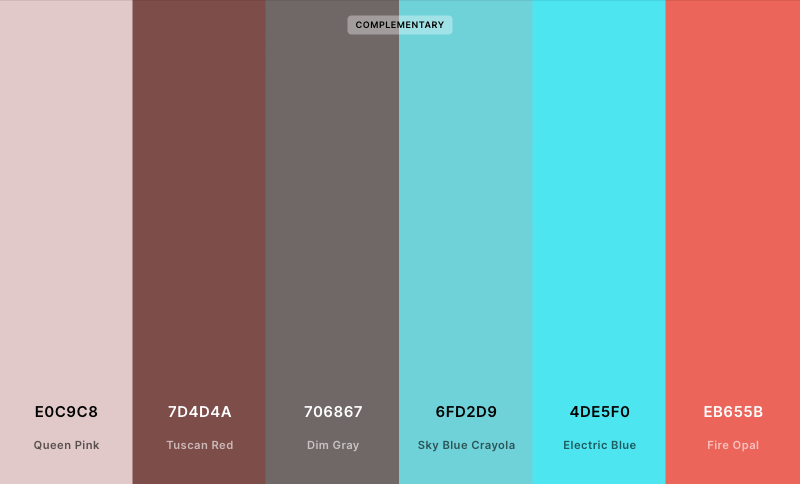 COMPLEMENTARY
E0C9C8 7D4D4A 706867 6FD2D9 4DE5F0 EB655B
Queen Pink Tuscan Red Dim Gray Sky Blue Crayola Electric Blue Fire Opal